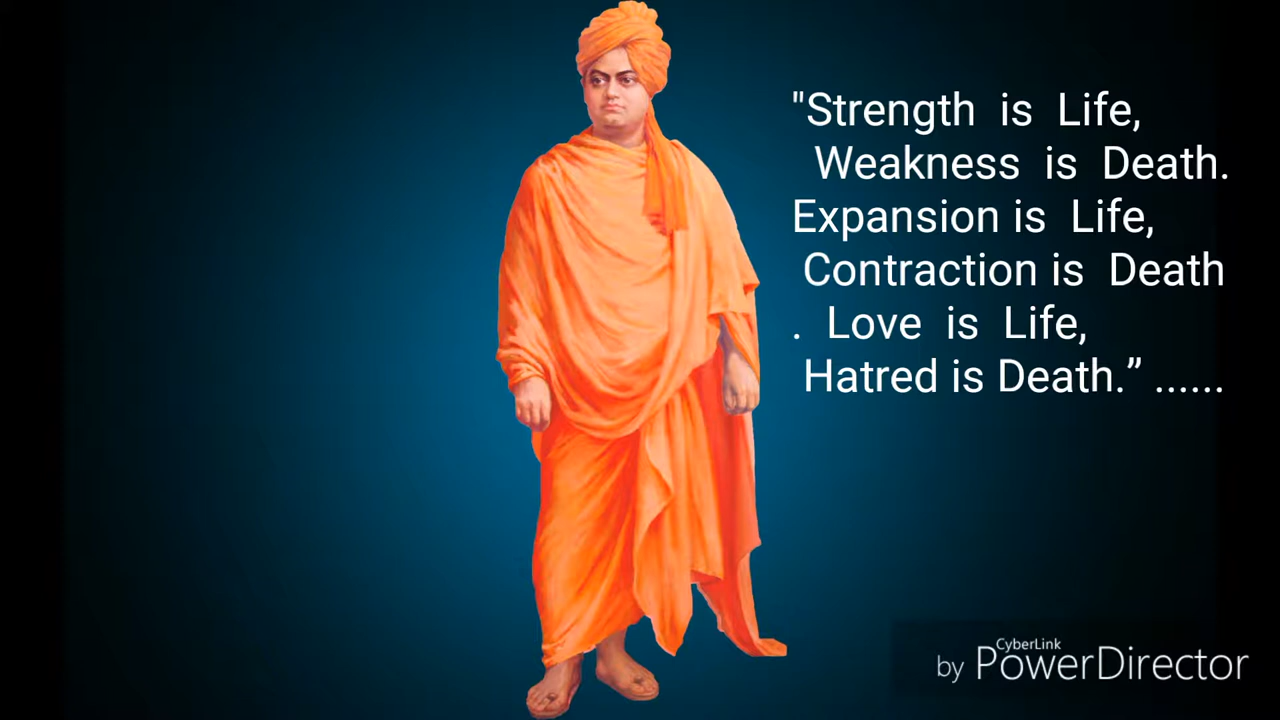 "Strength is Life,
Weakness is Death.
Expansion is Life,
Contraction is Death
. Love is Life,
Hatred is Death.” ......
CyberLink
by PowerDirector